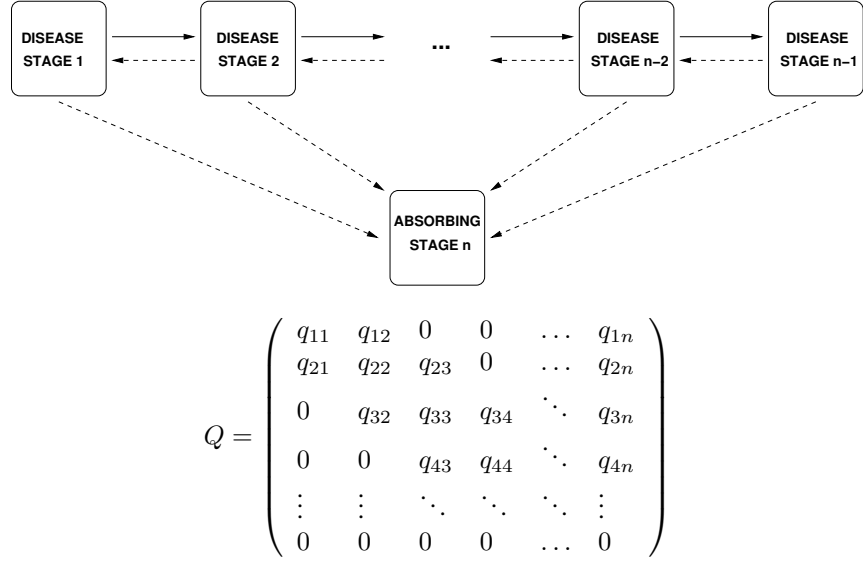 DISEASE STAGE 1
DISEASE STAGE 2
...
DISEASE STAGE n−2
DISEASE STAGE n−1
ABSORBING STAGE n
Q = ( q₁₁ q₁₂ 0 0 … q₁ₙ
q₂₁ q₂₂ q₂₃ 0 … q₂ₙ
0 q₃₂ q₃₃ q₃₄ ⋱ q₃ₙ
0 0 q₄₃ q₄₄ ⋱ q₄ₙ
⋮ ⋮ ⋱ ⋱ ⋱ ⋮
0 0 0 0 … 0 )